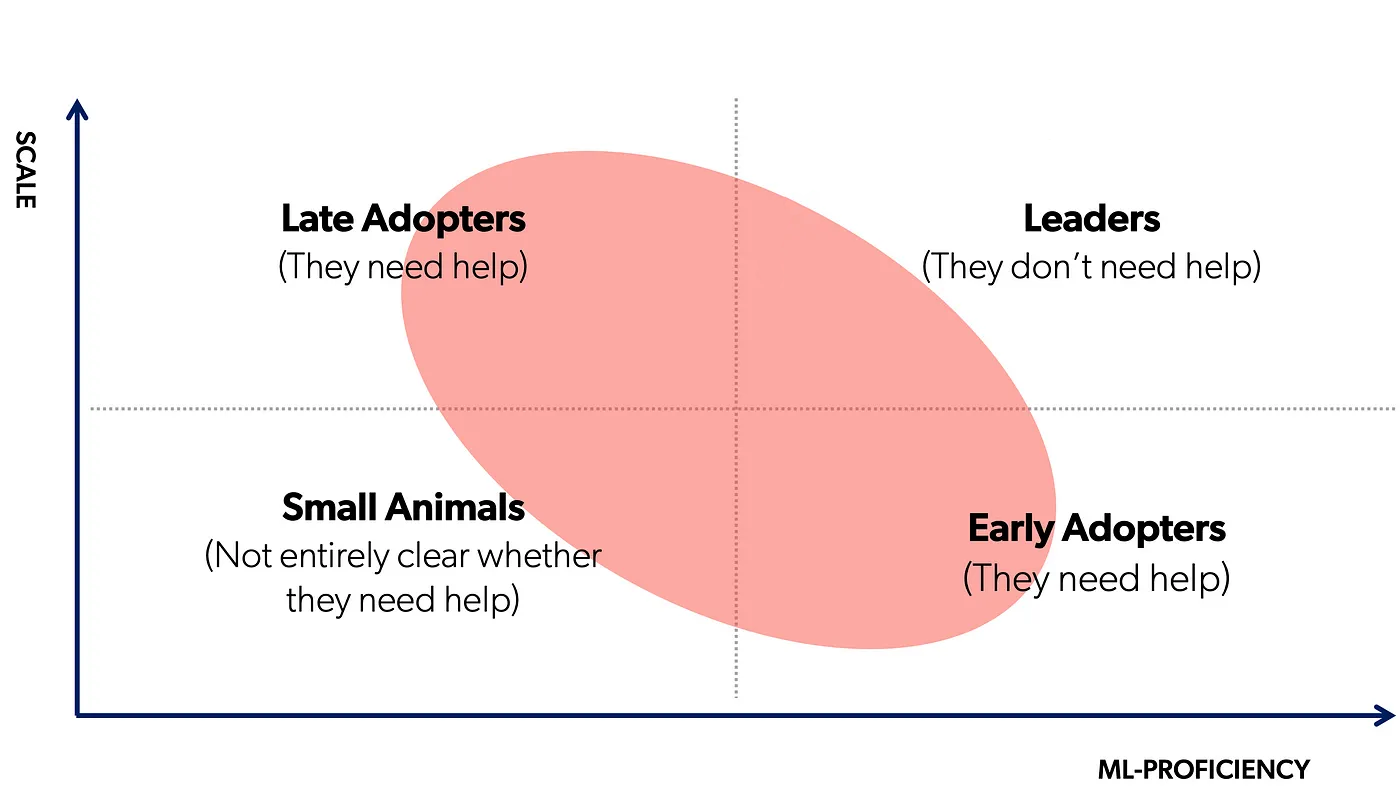 SCALE
Late Adopters
(They need help)
Leaders
(They don’t need help)
Small Animals
(Not entirely clear whether
they need help)
Early Adopters
(They need help)
ML-PROFICIENCY